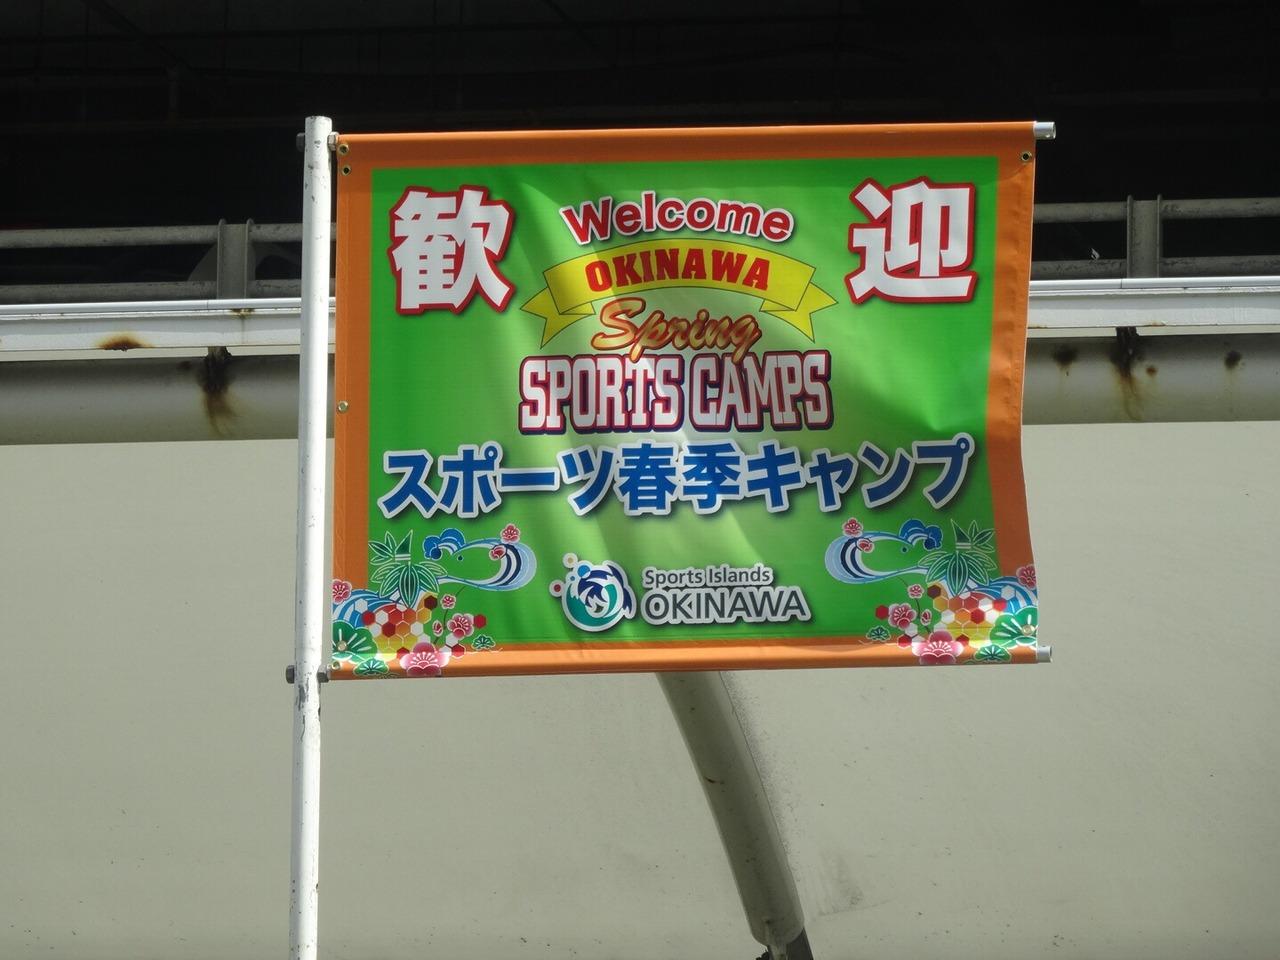 歓迎
Welcome
OKINAWA
Spring
SPORTS CAMPS
スポーツ春季キャンプ
Sports Islands
OKINAWA